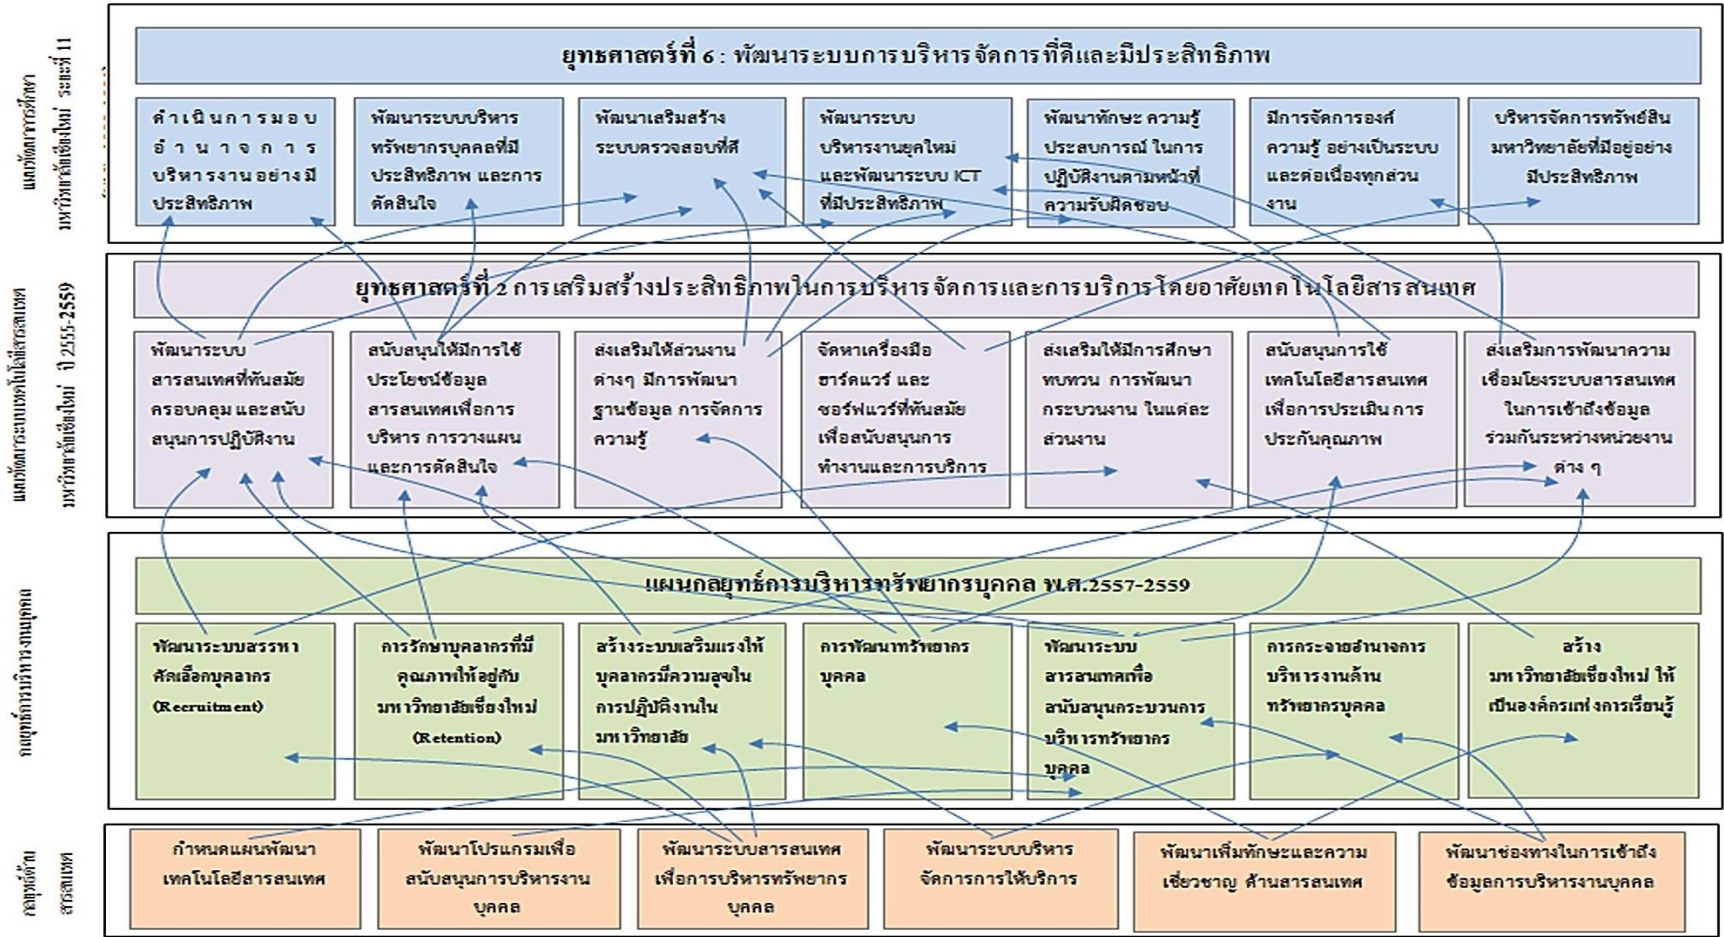 แผนพัฒนาการศึกษา
มหาวิทยาลัยเชียงใหม่ ระยะที่ 11
ยุทธศาสตร์ที่ 6 : พัฒนาระบบการบริหารจัดการที่ดีและมีประสิทธิภาพ
ดำเนินการมอบ
อำนาจการ
บริหารงานอย่างมี
ประสิทธิภาพ
พัฒนาระบบบริหาร
ทรัพยากรบุคคลที่มี
ประสิทธิภาพ และการ
ตัดสินใจ
พัฒนาเสริมสร้าง
ระบบตรวจสอบที่ดี
พัฒนาระบบ
บริหารงานยุคใหม่
และพัฒนาระบบ ICT
ที่มีประสิทธิภาพ
พัฒนาทักษะ ความรู้
ประสบการณ์ ในการ
ปฏิบัติงานตามหน้าที่
ความรับผิดชอบ
มีการจัดการองค์
ความรู้ อย่างเป็นระบบ
และต่อเนื่องทุกส่วน
งาน
บริหารจัดการทรัพย์สิน
มหาวิทยาลัยที่มีอยู่อย่าง
มีประสิทธิภาพ
แผนพัฒนาระบบเทคโนโลยีสารสนเทศ
มหาวิทยาลัยเชียงใหม่ ปี 2555-2559
ยุทธศาสตร์ที่ 2 การเสริมสร้างประสิทธิภาพในการบริหารจัดการและการบริการโดยอาศัยเทคโนโลยีสารสนเทศ
พัฒนาระบบ
สารสนเทศที่ทันสมัย
ครอบคลุม และสนับ
สนุนการปฏิบัติงาน
สนับสนุนให้มีการใช้
ประโยชน์ข้อมูล
สารสนเทศเพื่อการ
บริหาร การวางแผน
และการตัดสินใจ
ส่งเสริมให้ส่วนงาน
ต่างๆ มีการพัฒนา
ฐานข้อมูล การจัดการ
ความรู้
จัดหาเครื่องมือ
ฮาร์ดแวร์ และ
ซอร์ฟแวร์ที่ทันสมัย
เพื่อสนับสนุนการ
ทำงานและการบริการ
ส่งเสริมให้มีการศึกษา
ทบทวน การพัฒนา
กระบวนงาน ในแต่ละ
ส่วนงาน
สนับสนุนการใช้
เทคโนโลยีสารสนเทศ
เพื่อการประเมิน การ
ประกันคุณภาพ
ส่งเสริมการพัฒนาความ
เชื่อมโยงระบบสารสนเทศ
ในการเข้าถึงข้อมูล
ร่วมกันระหว่างหน่วยงาน
ต่าง ๆ
กลยุทธ์การบริหารงานบุคคล
แผนกลยุทธ์การบริหารทรัพยากรบุคคล พ.ศ.2557-2559
พัฒนาระบบสรรหา
คัดเลือกบุคลากร
(Recruitment)
การรักษาบุคลากรที่มี
คุณภาพให้อยู่กับ
มหาวิทยาลัยเชียงใหม่
(Retention)
สร้างระบบเสริมแรงให้
บุคลากรมีความสุขใน
การปฏิบัติงานใน
มหาวิทยาลัย
การพัฒนาทรัพยากร
บุคคล
พัฒนาระบบ
สารสนเทศเพื่อ
สนับสนุนกระบวนการ
บริหารทรัพยากร
บุคคล
การกระจายอำนาจการ
บริหารงานด้าน
ทรัพยากรบุคคล
สร้าง
มหาวิทยาลัยเชียงใหม่ ให้
เป็นองค์กรแห่งการเรียนรู้
กลยุทธ์ด้าน
สารสนเทศ
กำหนดแผนพัฒนา
เทคโนโลยีสารสนเทศ
พัฒนาโปรแกรมเพื่อ
สนับสนุนการบริหารงาน
บุคคล
พัฒนาระบบสารสนเทศ
เพื่อการบริหารทรัพยากร
บุคคล
พัฒนาระบบบริหาร
จัดการการให้บริการ
พัฒนาเพิ่มทักษะและความ
เชี่ยวชาญ ด้านสารสนเทศ
พัฒนาช่องทางในการเข้าถึง
ข้อมูลการบริหารงานบุคคล